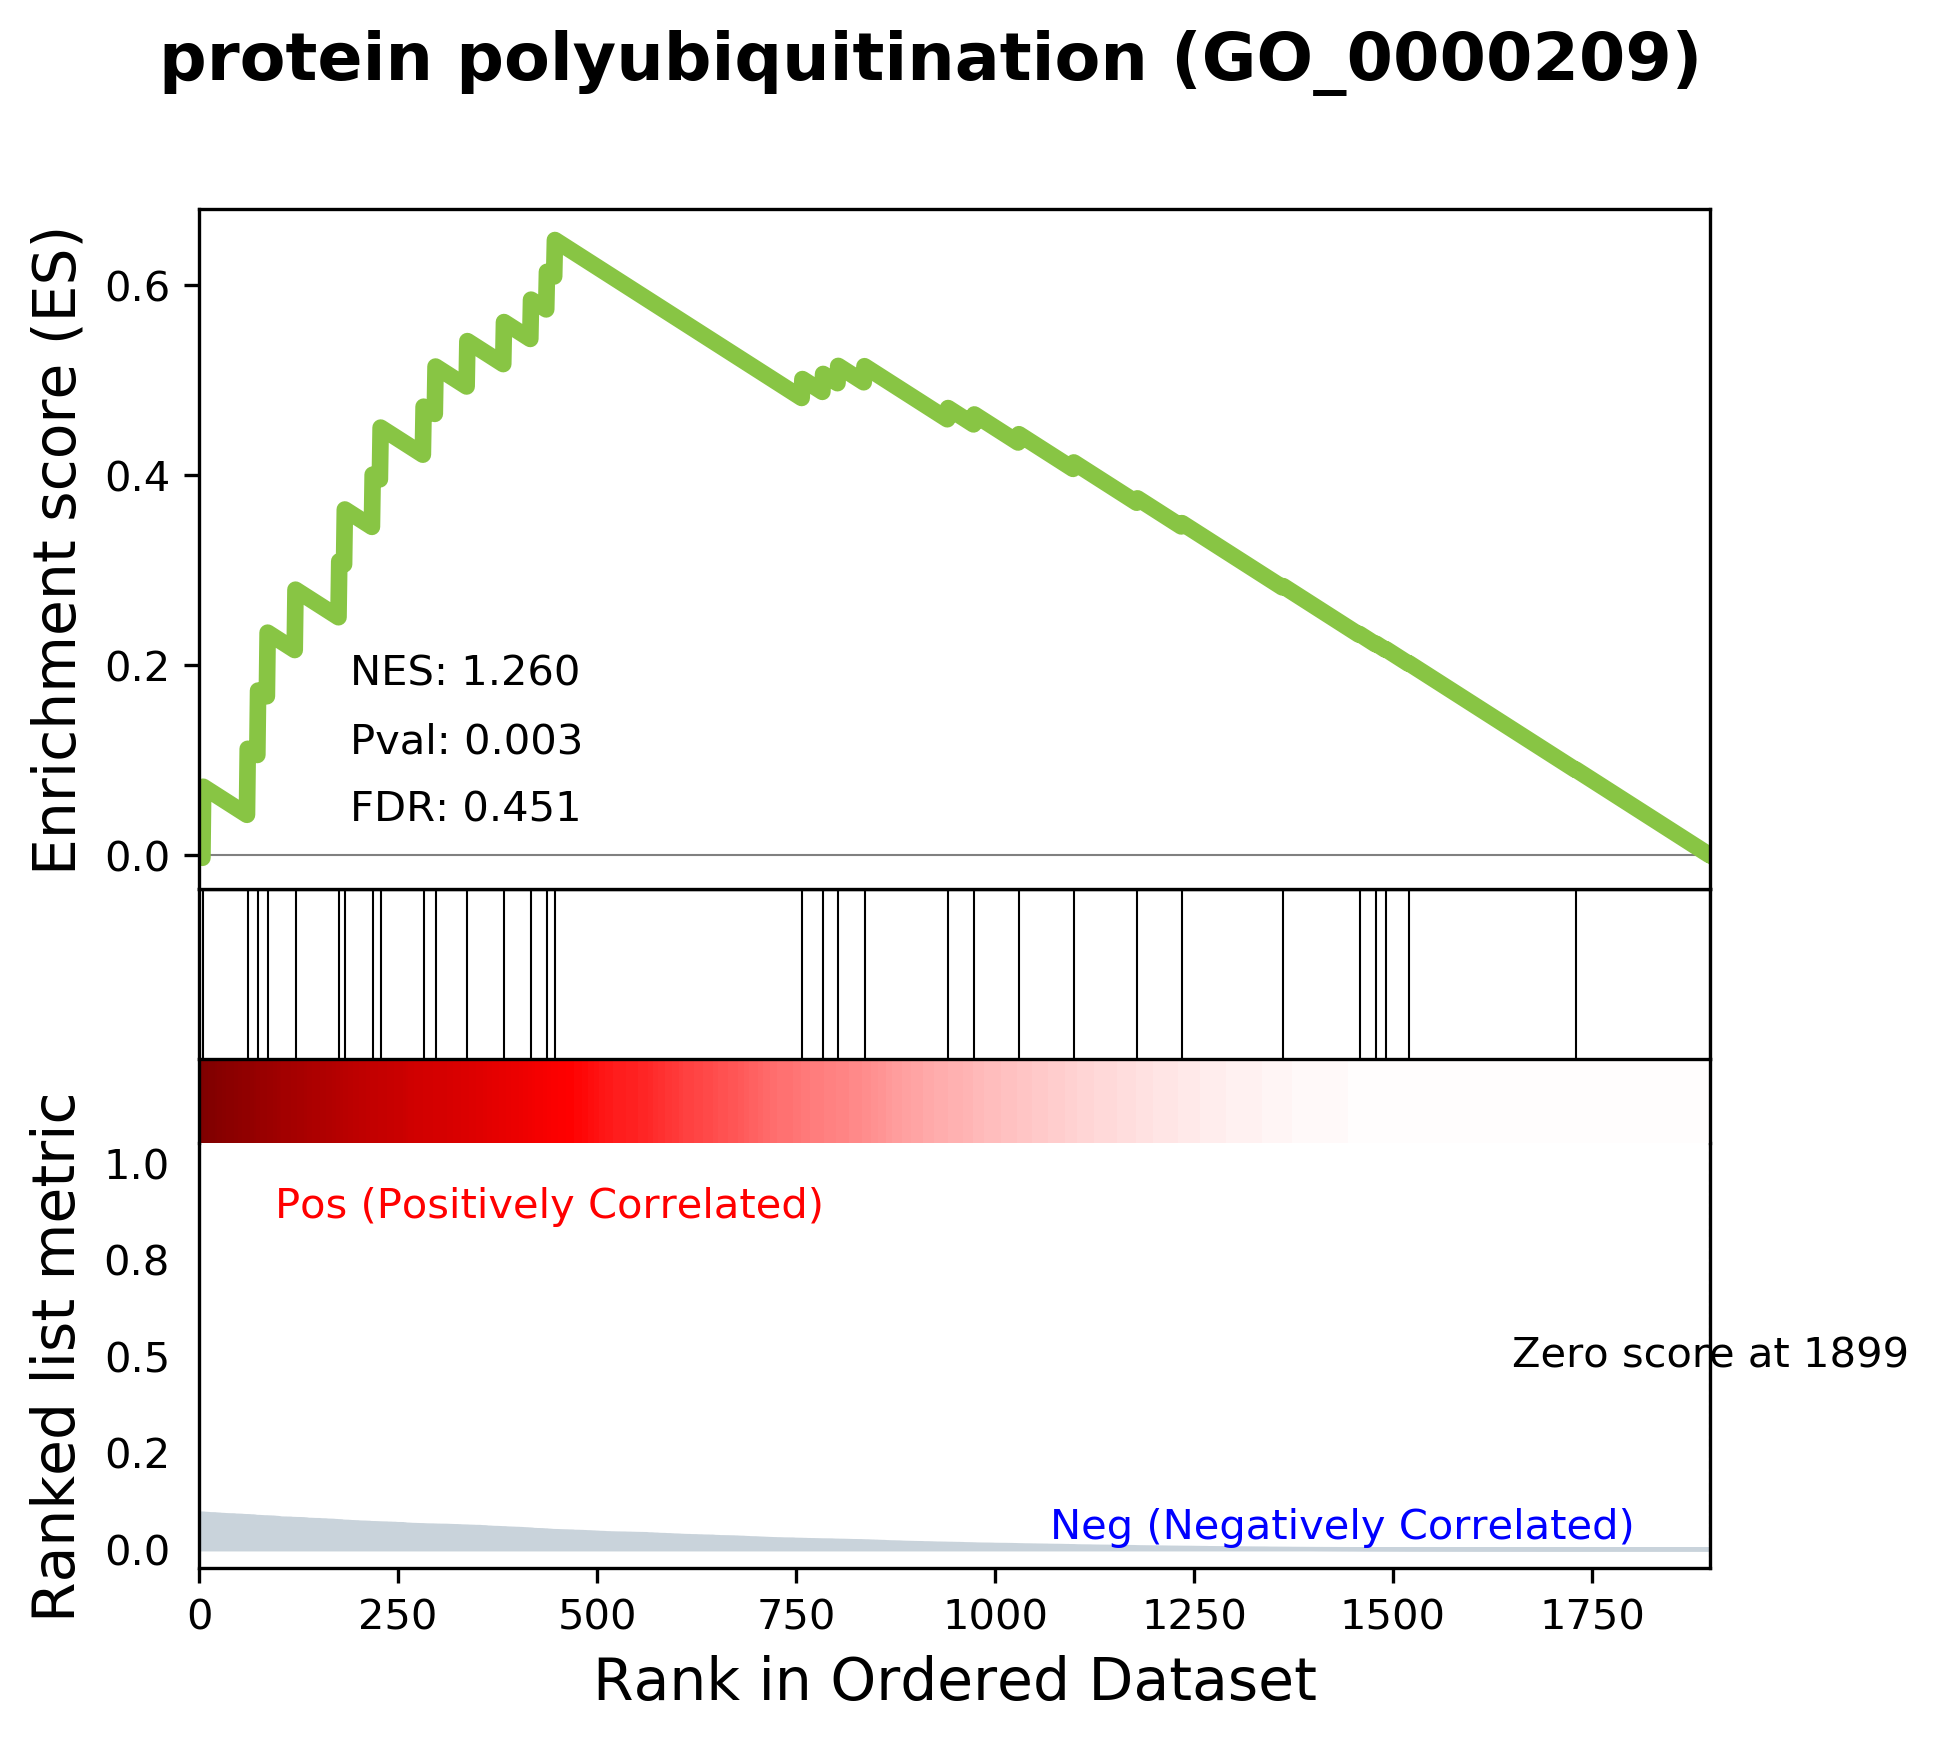 protein polyubiquitination (GO_0000209)
Enrichment score (ES)
0.6
0.4
0.2
0.0
NES: 1.260
Pval: 0.003
FDR: 0.451
Ranked list metric
1.0
0.8
0.5
0.2
0.0
Pos (Positively Correlated)
Zero score at 1899
Neg (Negatively Correlated)
0 250 500 750 1000 1250 1500 1750
Rank in Ordered Dataset